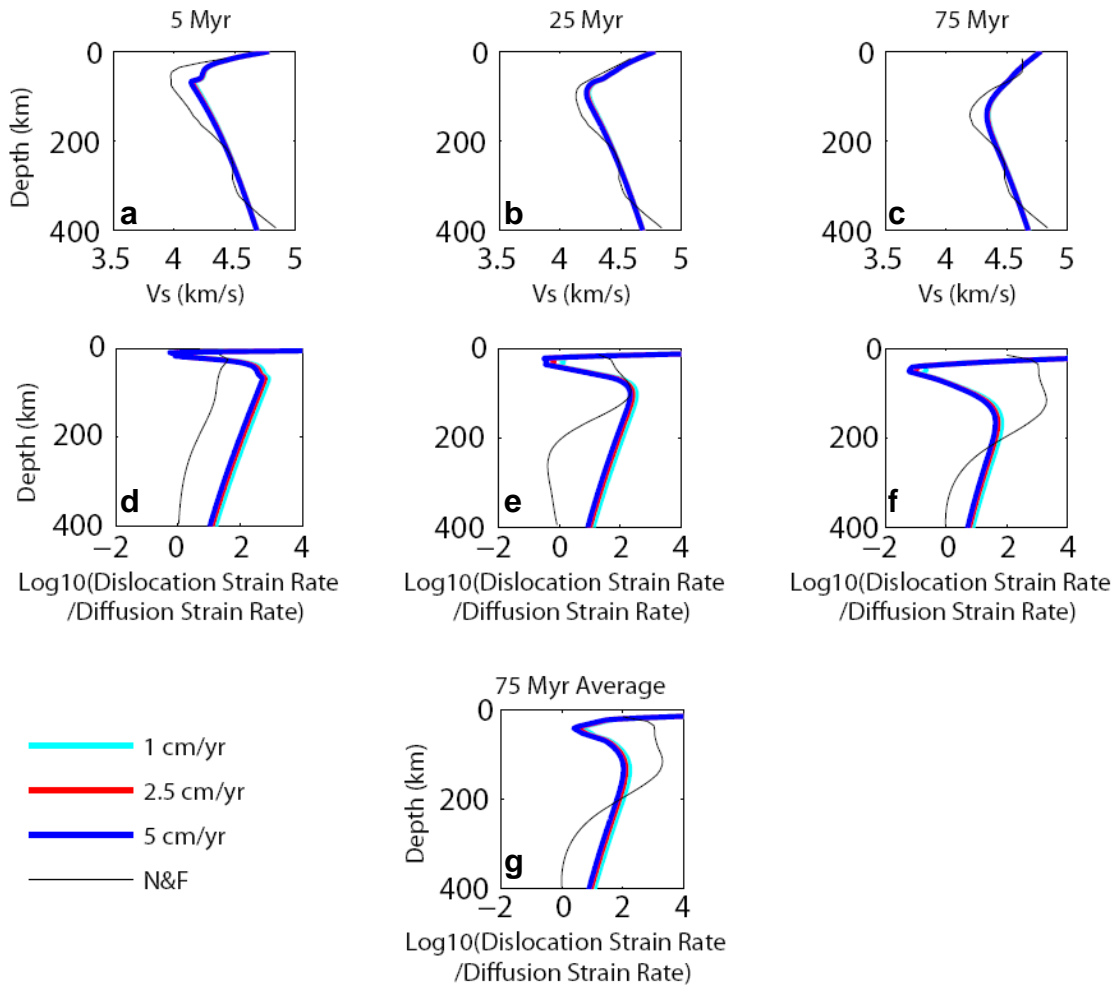 5 Myr
25 Myr
75 Myr
0
200
400
Depth (km)
a
3.5 4 4.5 5
Vs (km/s)
0
200
400
b
3.5 4 4.5 5
Vs (km/s)
0
200
400
c
3.5 4 4.5 5
Vs (km/s)
0
200
400
Depth (km)
d
−2 0 2 4
Log10(Dislocation Strain Rate
/Diffusion Strain Rate)
0
200
400
e
−2 0 2 4
Log10(Dislocation Strain Rate
/Diffusion Strain Rate)
0
200
400
f
−2 0 2 4
Log10(Dislocation Strain Rate
/Diffusion Strain Rate)
1 cm/yr
2.5 cm/yr
5 cm/yr
N&F
75 Myr Average
0
200
400
Depth (km)
g
−2 0 2 4
Log10(Dislocation Strain Rate
/Diffusion Strain Rate)